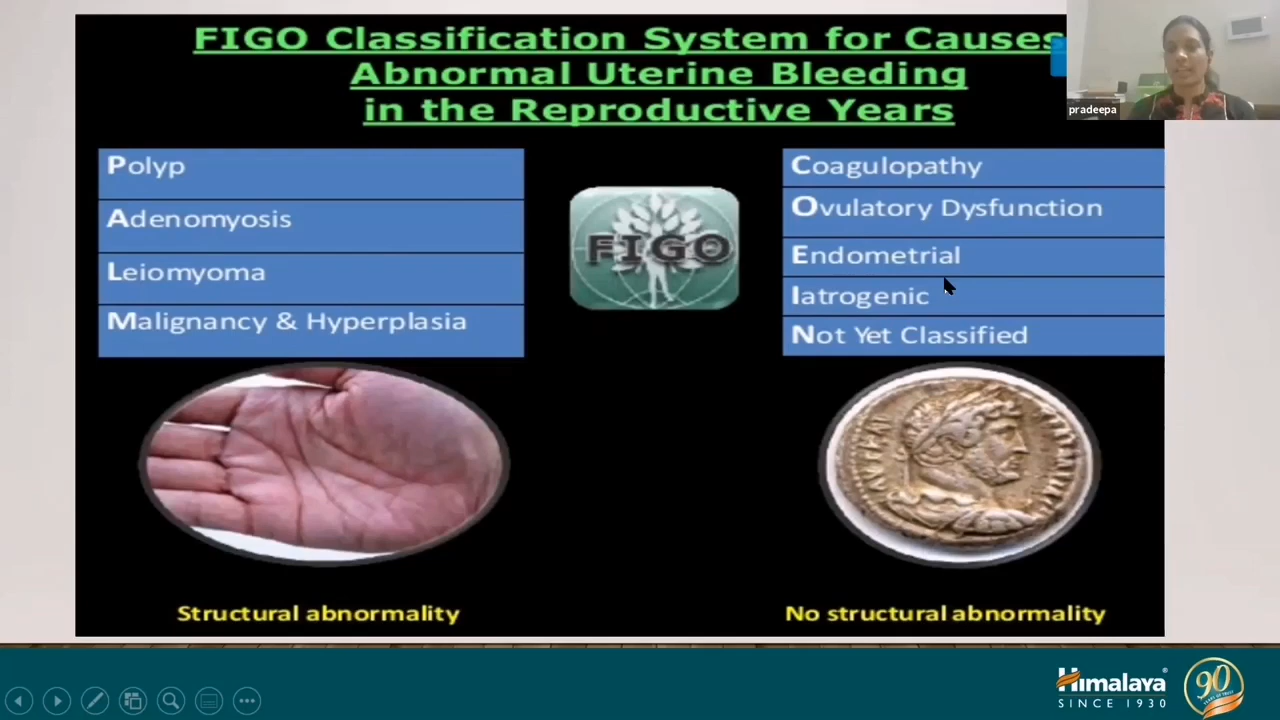 FIGO Classification System for Causes
Abnormal Uterine Bleeding
in the Reproductive Years
pradeepa
Polyp
Adenomyosis
Leiomyoma
Malignancy & Hyperplasia
FIGO
Coagulopathy
Ovulatory Dysfunction
Endometrial
Iatrogenic
Not Yet Classified
Structural abnormality
No structural abnormality
Himalaya
SINCE 1930
90